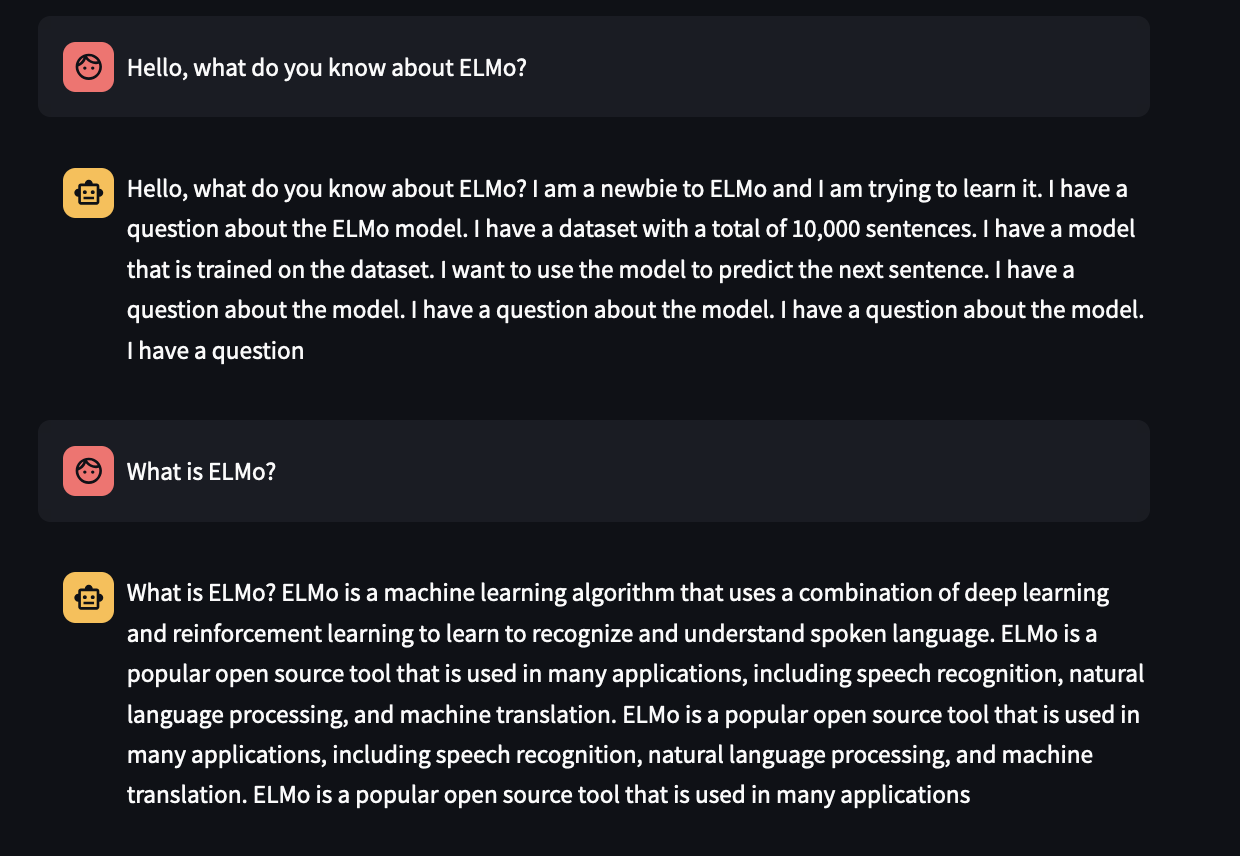 Hello, what do you know about ELMo?
Hello, what do you know about ELMo? I am a newbie to ELMo and I am trying to learn it. I have a
question about the ELMo model. I have a dataset with a total of 10,000 sentences. I have a model
that is trained on the dataset. I want to use the model to predict the next sentence. I have a
question about the model. I have a question about the model. I have a question about the model.
I have a question
What is ELMo?
What is ELMo? ELMo is a machine learning algorithm that uses a combination of deep learning
and reinforcement learning to learn to recognize and understand spoken language. ELMo is a
popular open source tool that is used in many applications, including speech recognition, natural
language processing, and machine translation. ELMo is a popular open source tool that is used in
many applications, including speech recognition, natural language processing, and machine
translation. ELMo is a popular open source tool that is used in many applications